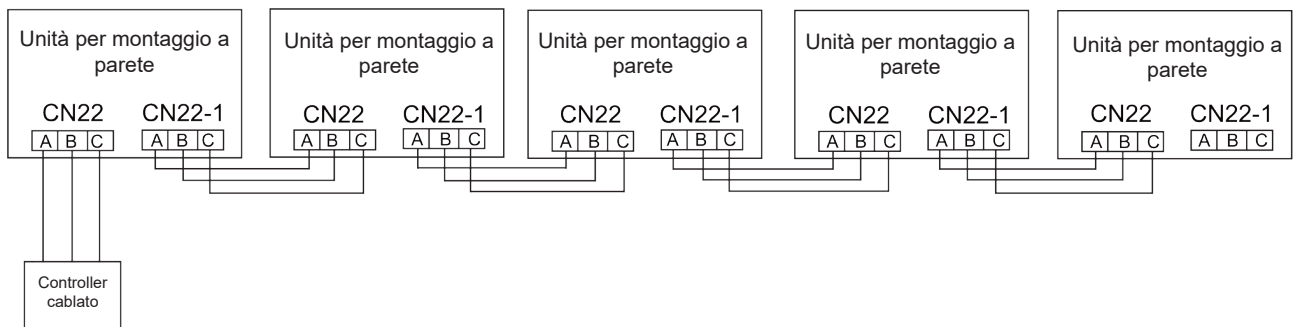 Unità per montaggio a
parete
CN22 CN22-1
A B C A B C
Unità per montaggio a
parete
CN22 CN22-1
A B C A B C
Unità per montaggio a
parete
CN22 CN22-1
A B C A B C
Unità per montaggio a
parete
CN22 CN22-1
A B C A B C
Unità per montaggio a
parete
CN22 CN22-1
A B C A B C
Controller
cablato